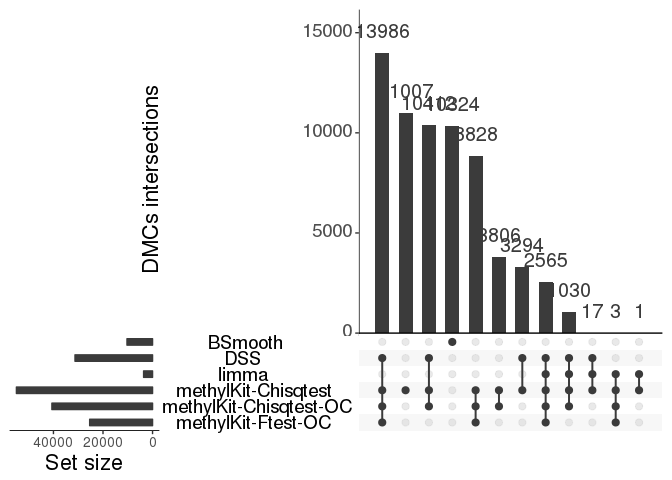 DMCs intersections
15000
10000
5000
0
13986
11007
10412
10324
8828
3806
3294
2565
1030
17
3
1
BSmooth
DSS
limma
methylKit-Chisqtest
methylKit-Chisqtest-OC
methylKit-Ftest-OC
40000
20000
0
Set size